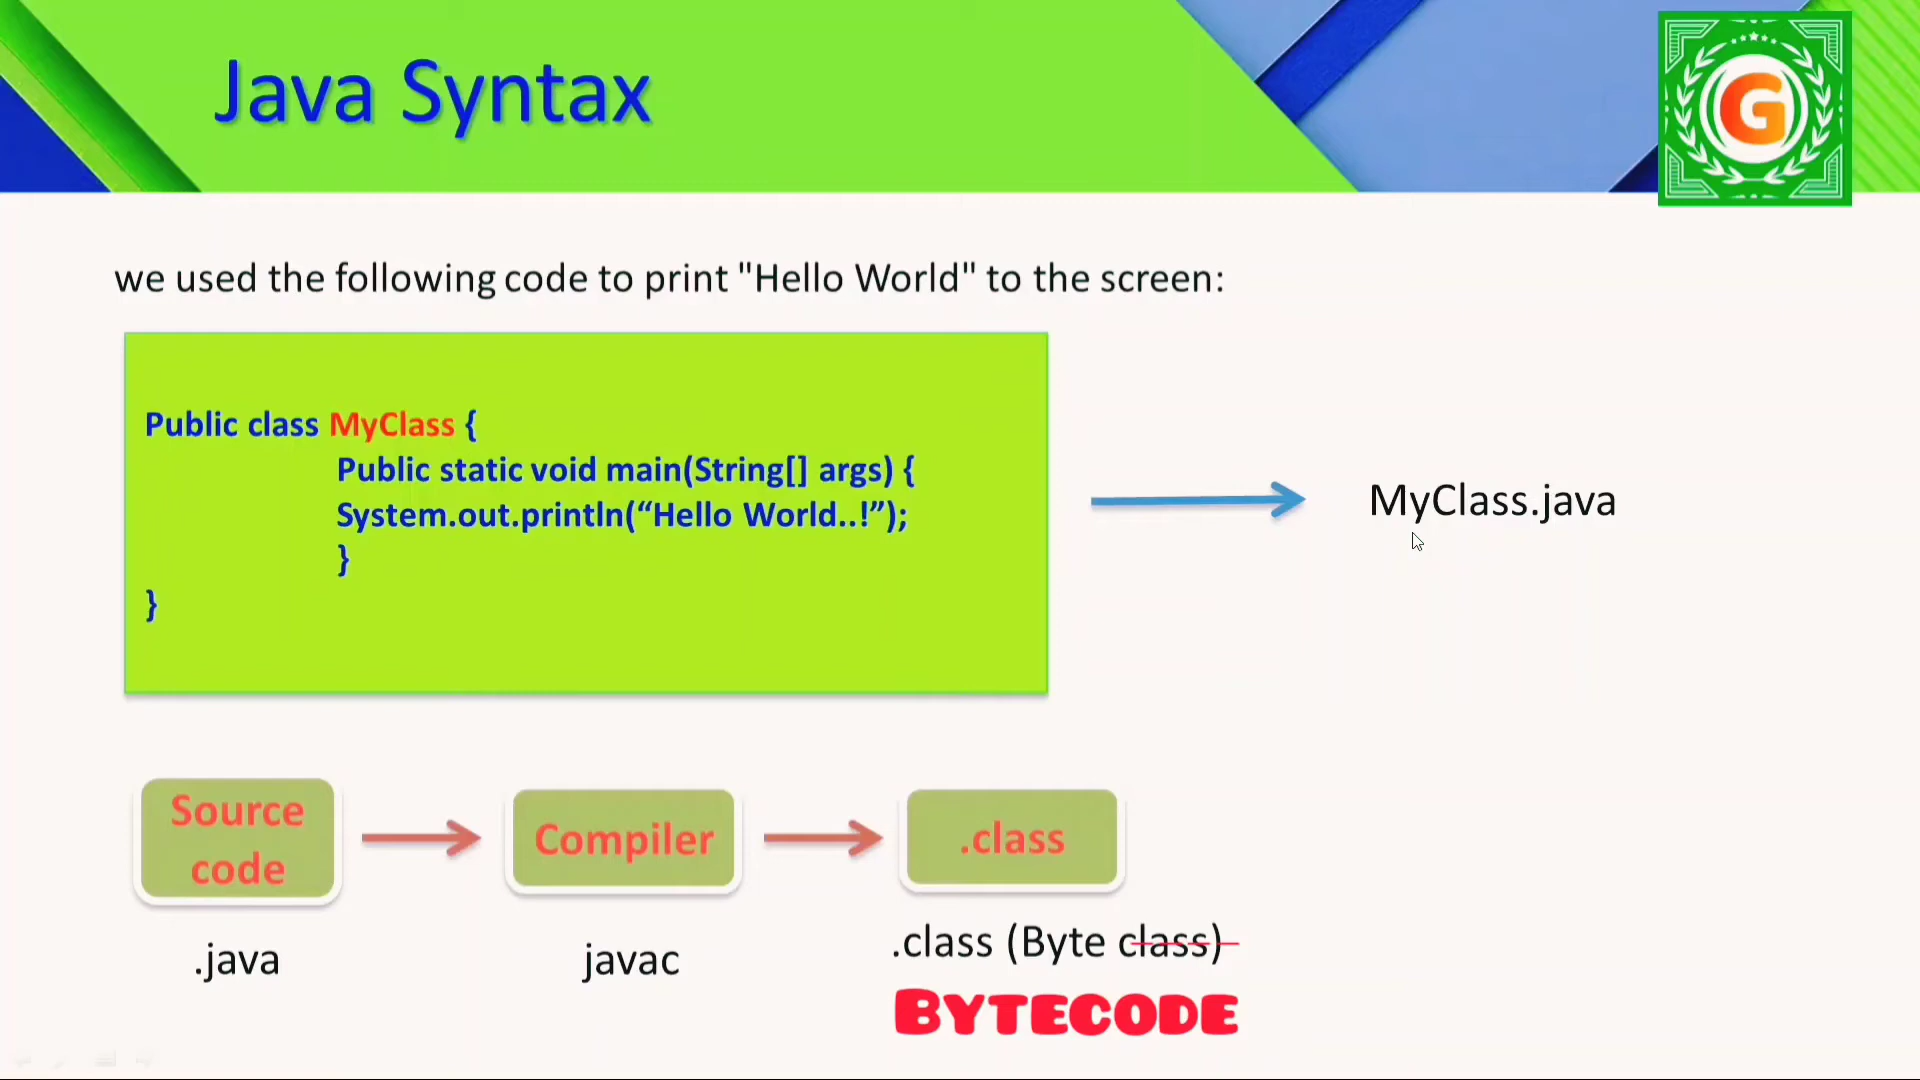 Java Syntax
G
we used the following code to print "Hello World" to the screen:
Public class MyClass {
Public static void main(String[] args) {
System.out.println(“Hello World..!”);
}
}
MyClass.java
Source
code
Compiler
.class
.java
javac
.class (Byte class)
BYTECODE